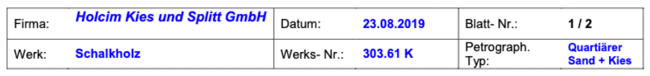 Firma: Holcim Kies und Splitt GmbH Datum: 23.08.2019 Blatt- Nr.: 1 / 2
Werk: Schalkholz Werks- Nr.: 303.61 K Petrograph. Typ: Quartiärer Sand + Kies